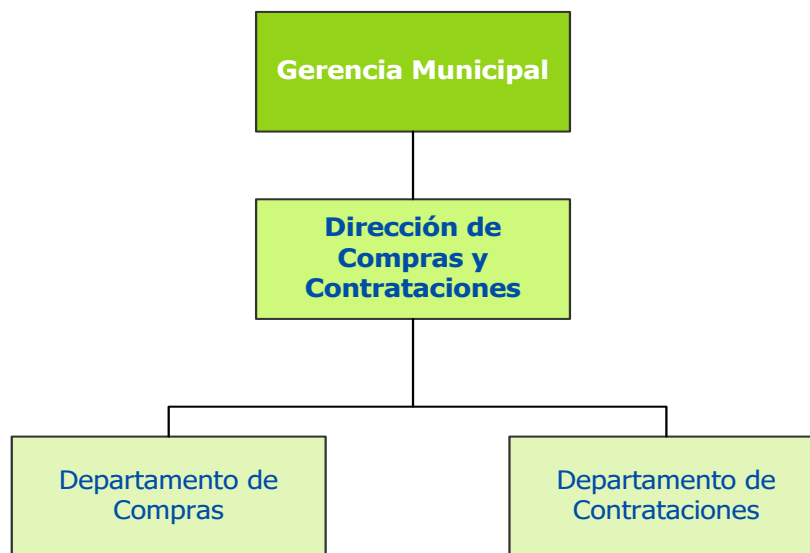 Gerencia Municipal
Dirección de
Compras y
Contrataciones
Departamento de
Compras
Departamento de
Contrataciones